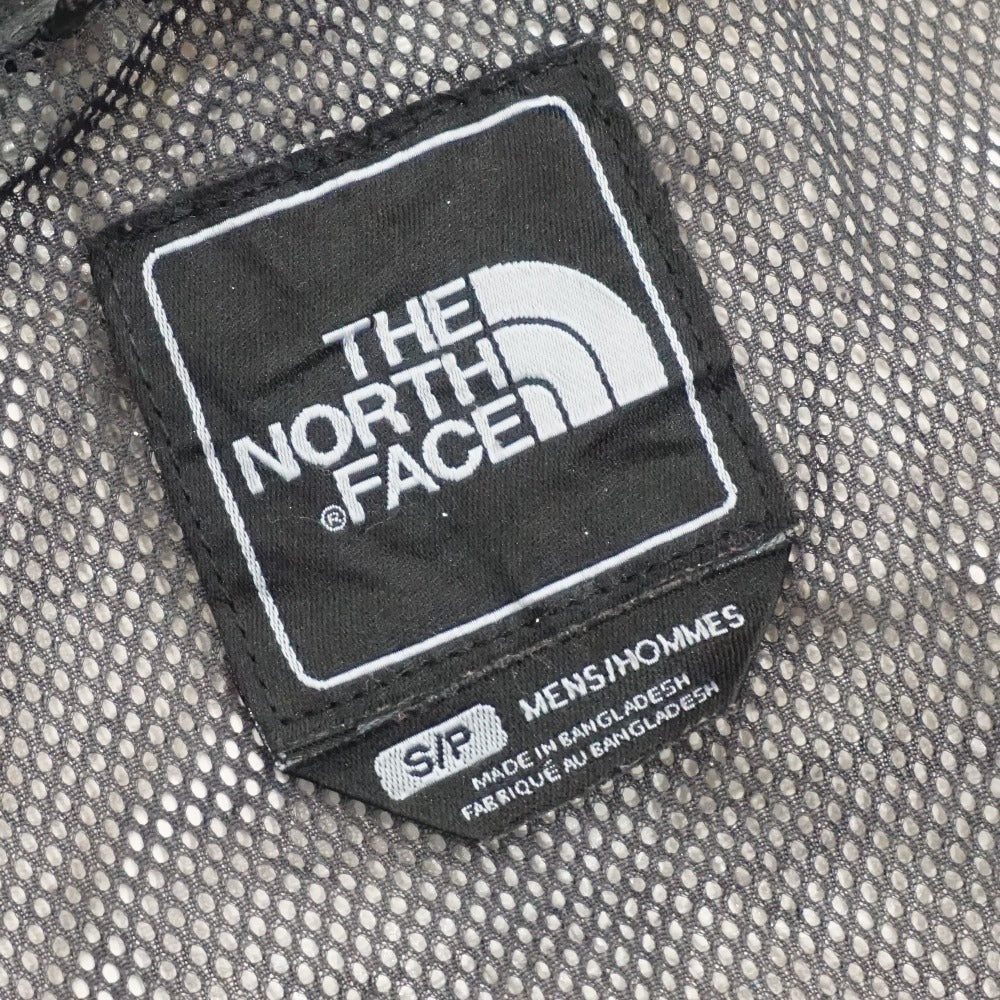 THE
NORTH
® FACE
S/P MENS/HOMMES
MADE IN BANGLADESH
FABRIQUÉ AU BANGLADESH